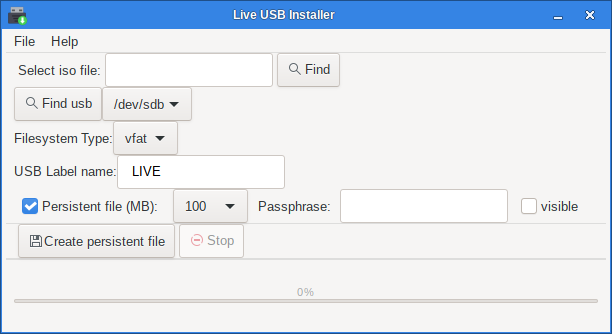 Live USB Installer
File Help
Select iso file: Find
Find usb /dev/sdb
Filesystem Type: vfat
USB Label name: LIVE
Persistent file (MB): 100 Passphrase: visible
Create persistent file Stop
0%